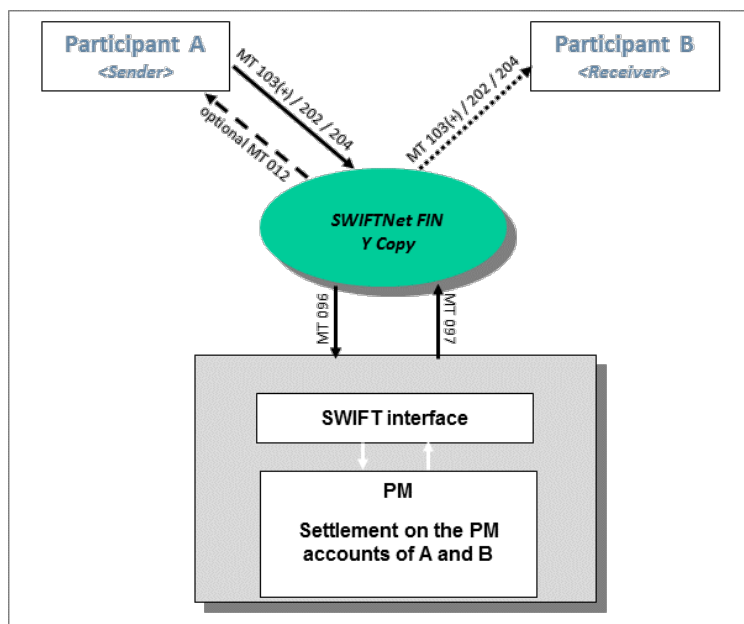 Participant A
<Sender>
Participant B
<Receiver>
MT 103(+) / 202 / 204
optional MT 012
MT 103(+) / 202 / 204
SWIFTNet FIN
Y Copy
MT 096
MT 097
SWIFT interface
PM
Settlement on the PM
accounts of A and B